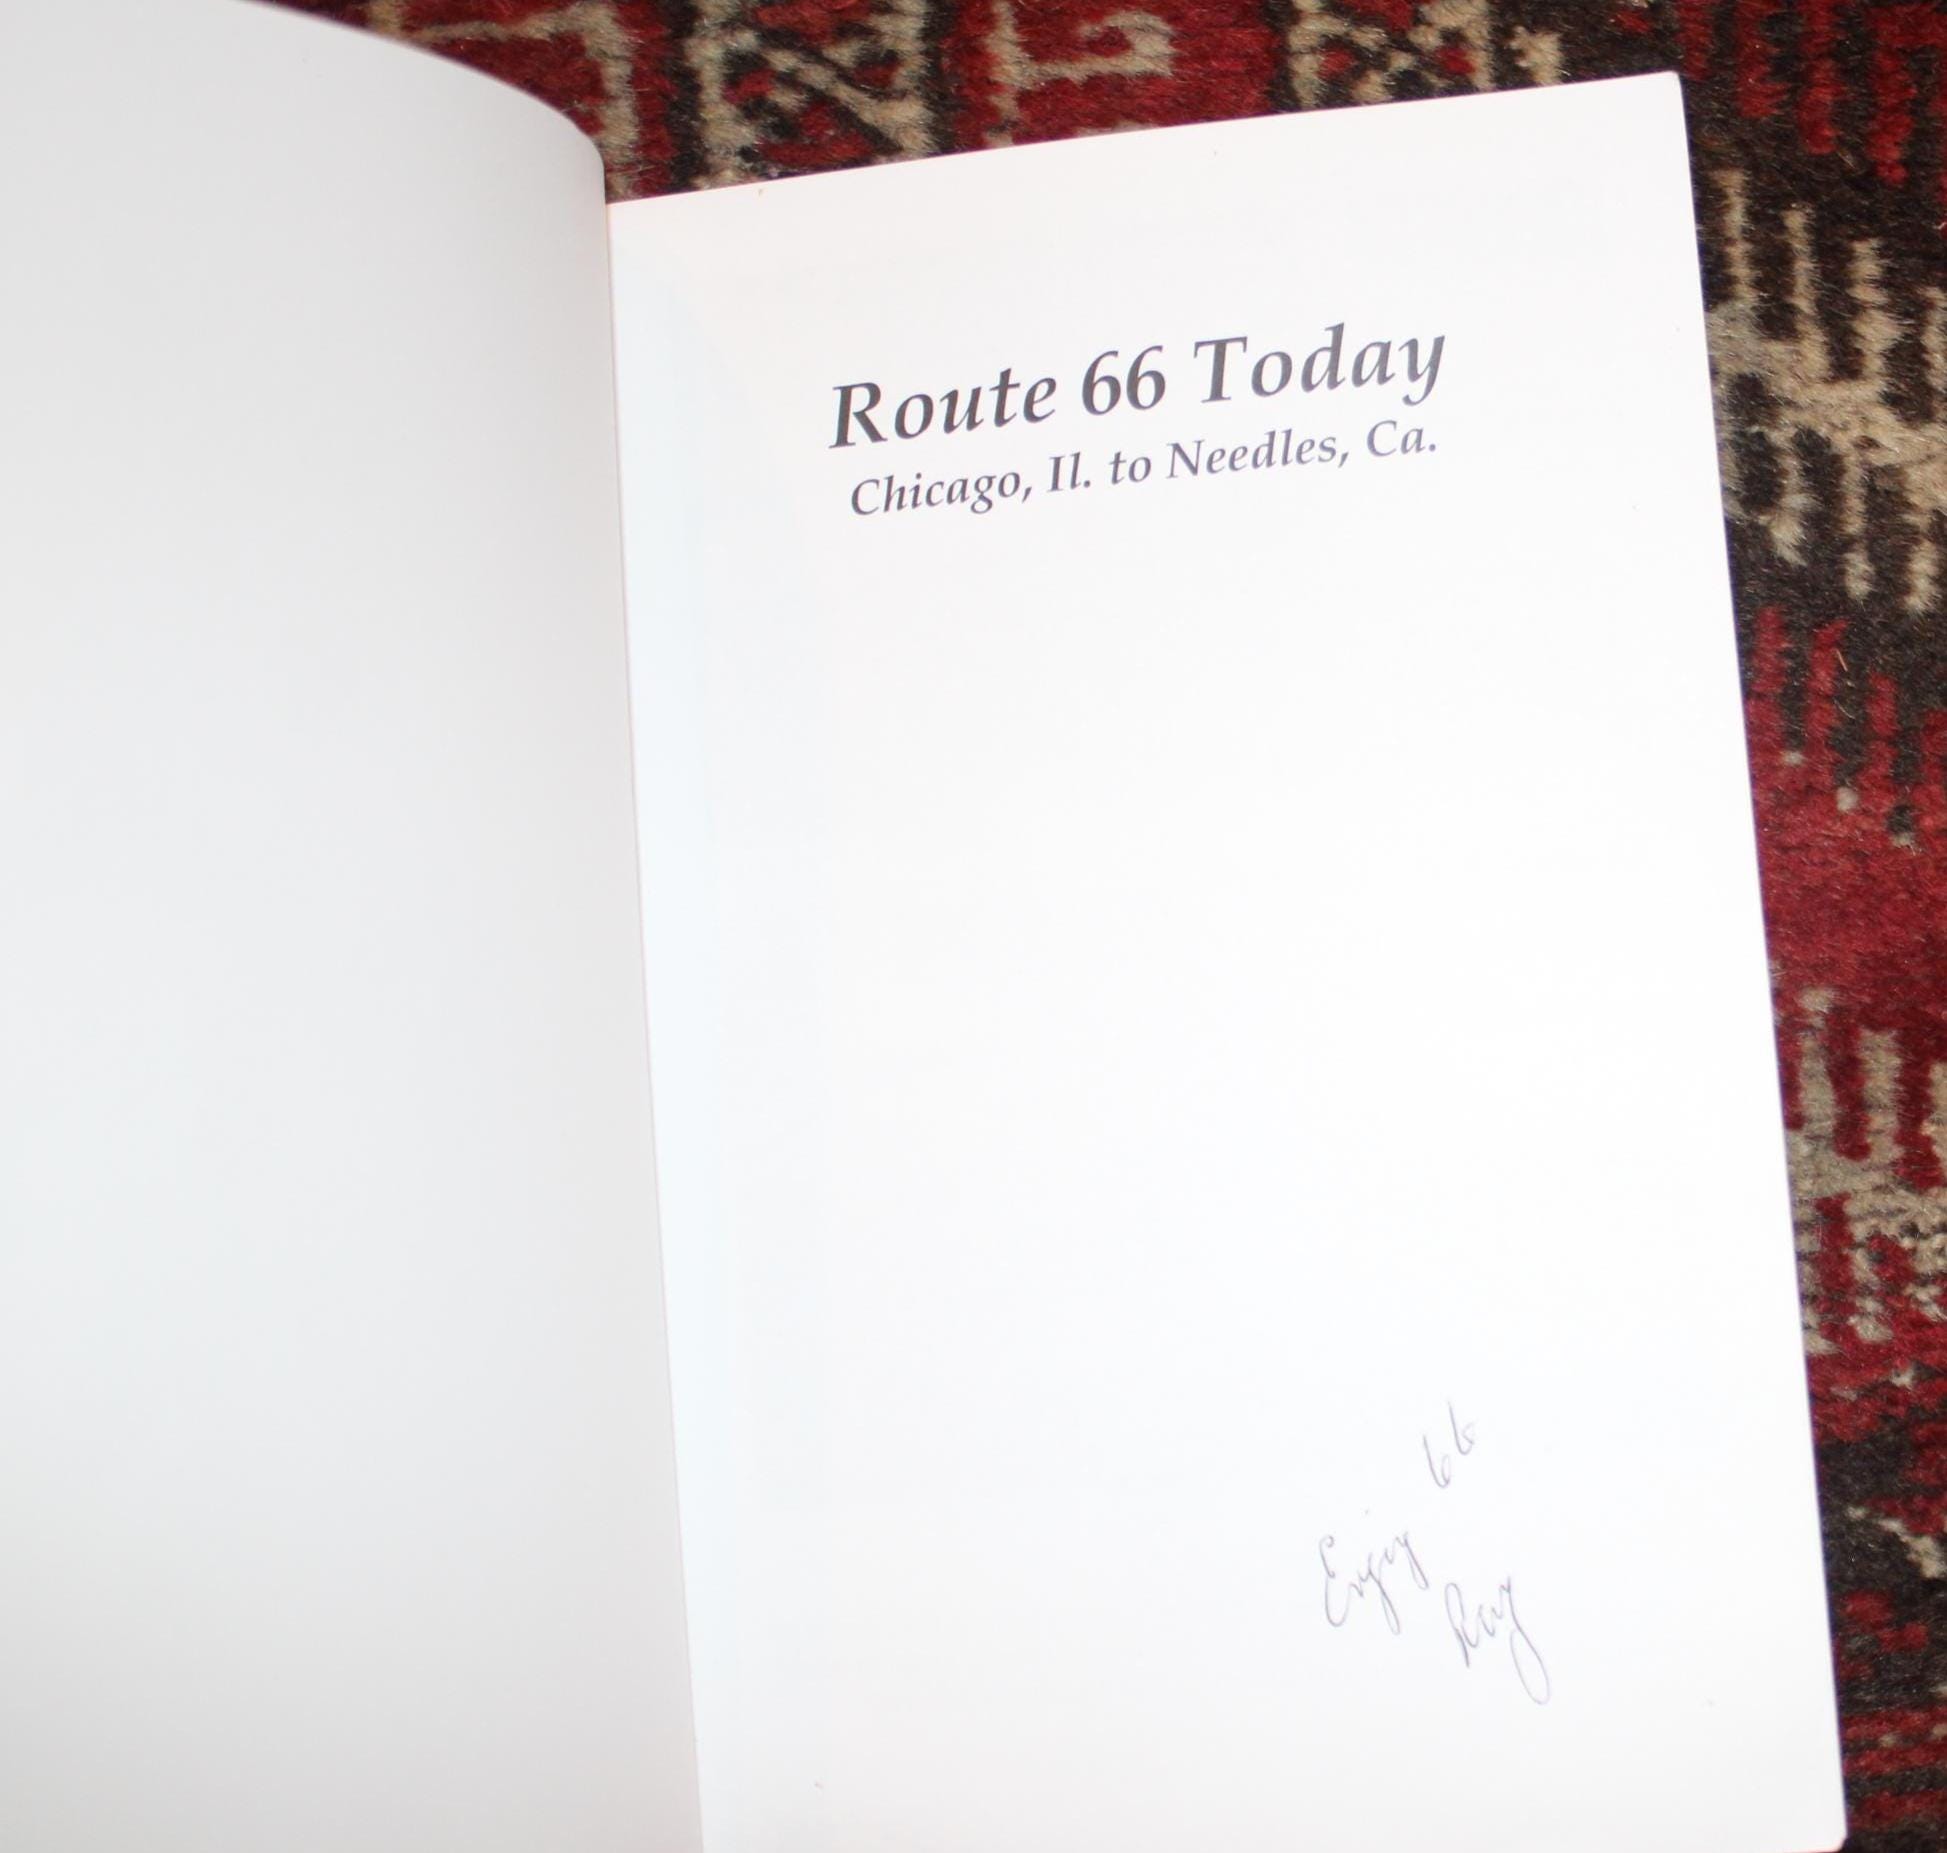 Route 66 Today
Chicago, Il. to Needles, Ca.
Enjoy 66
Ray